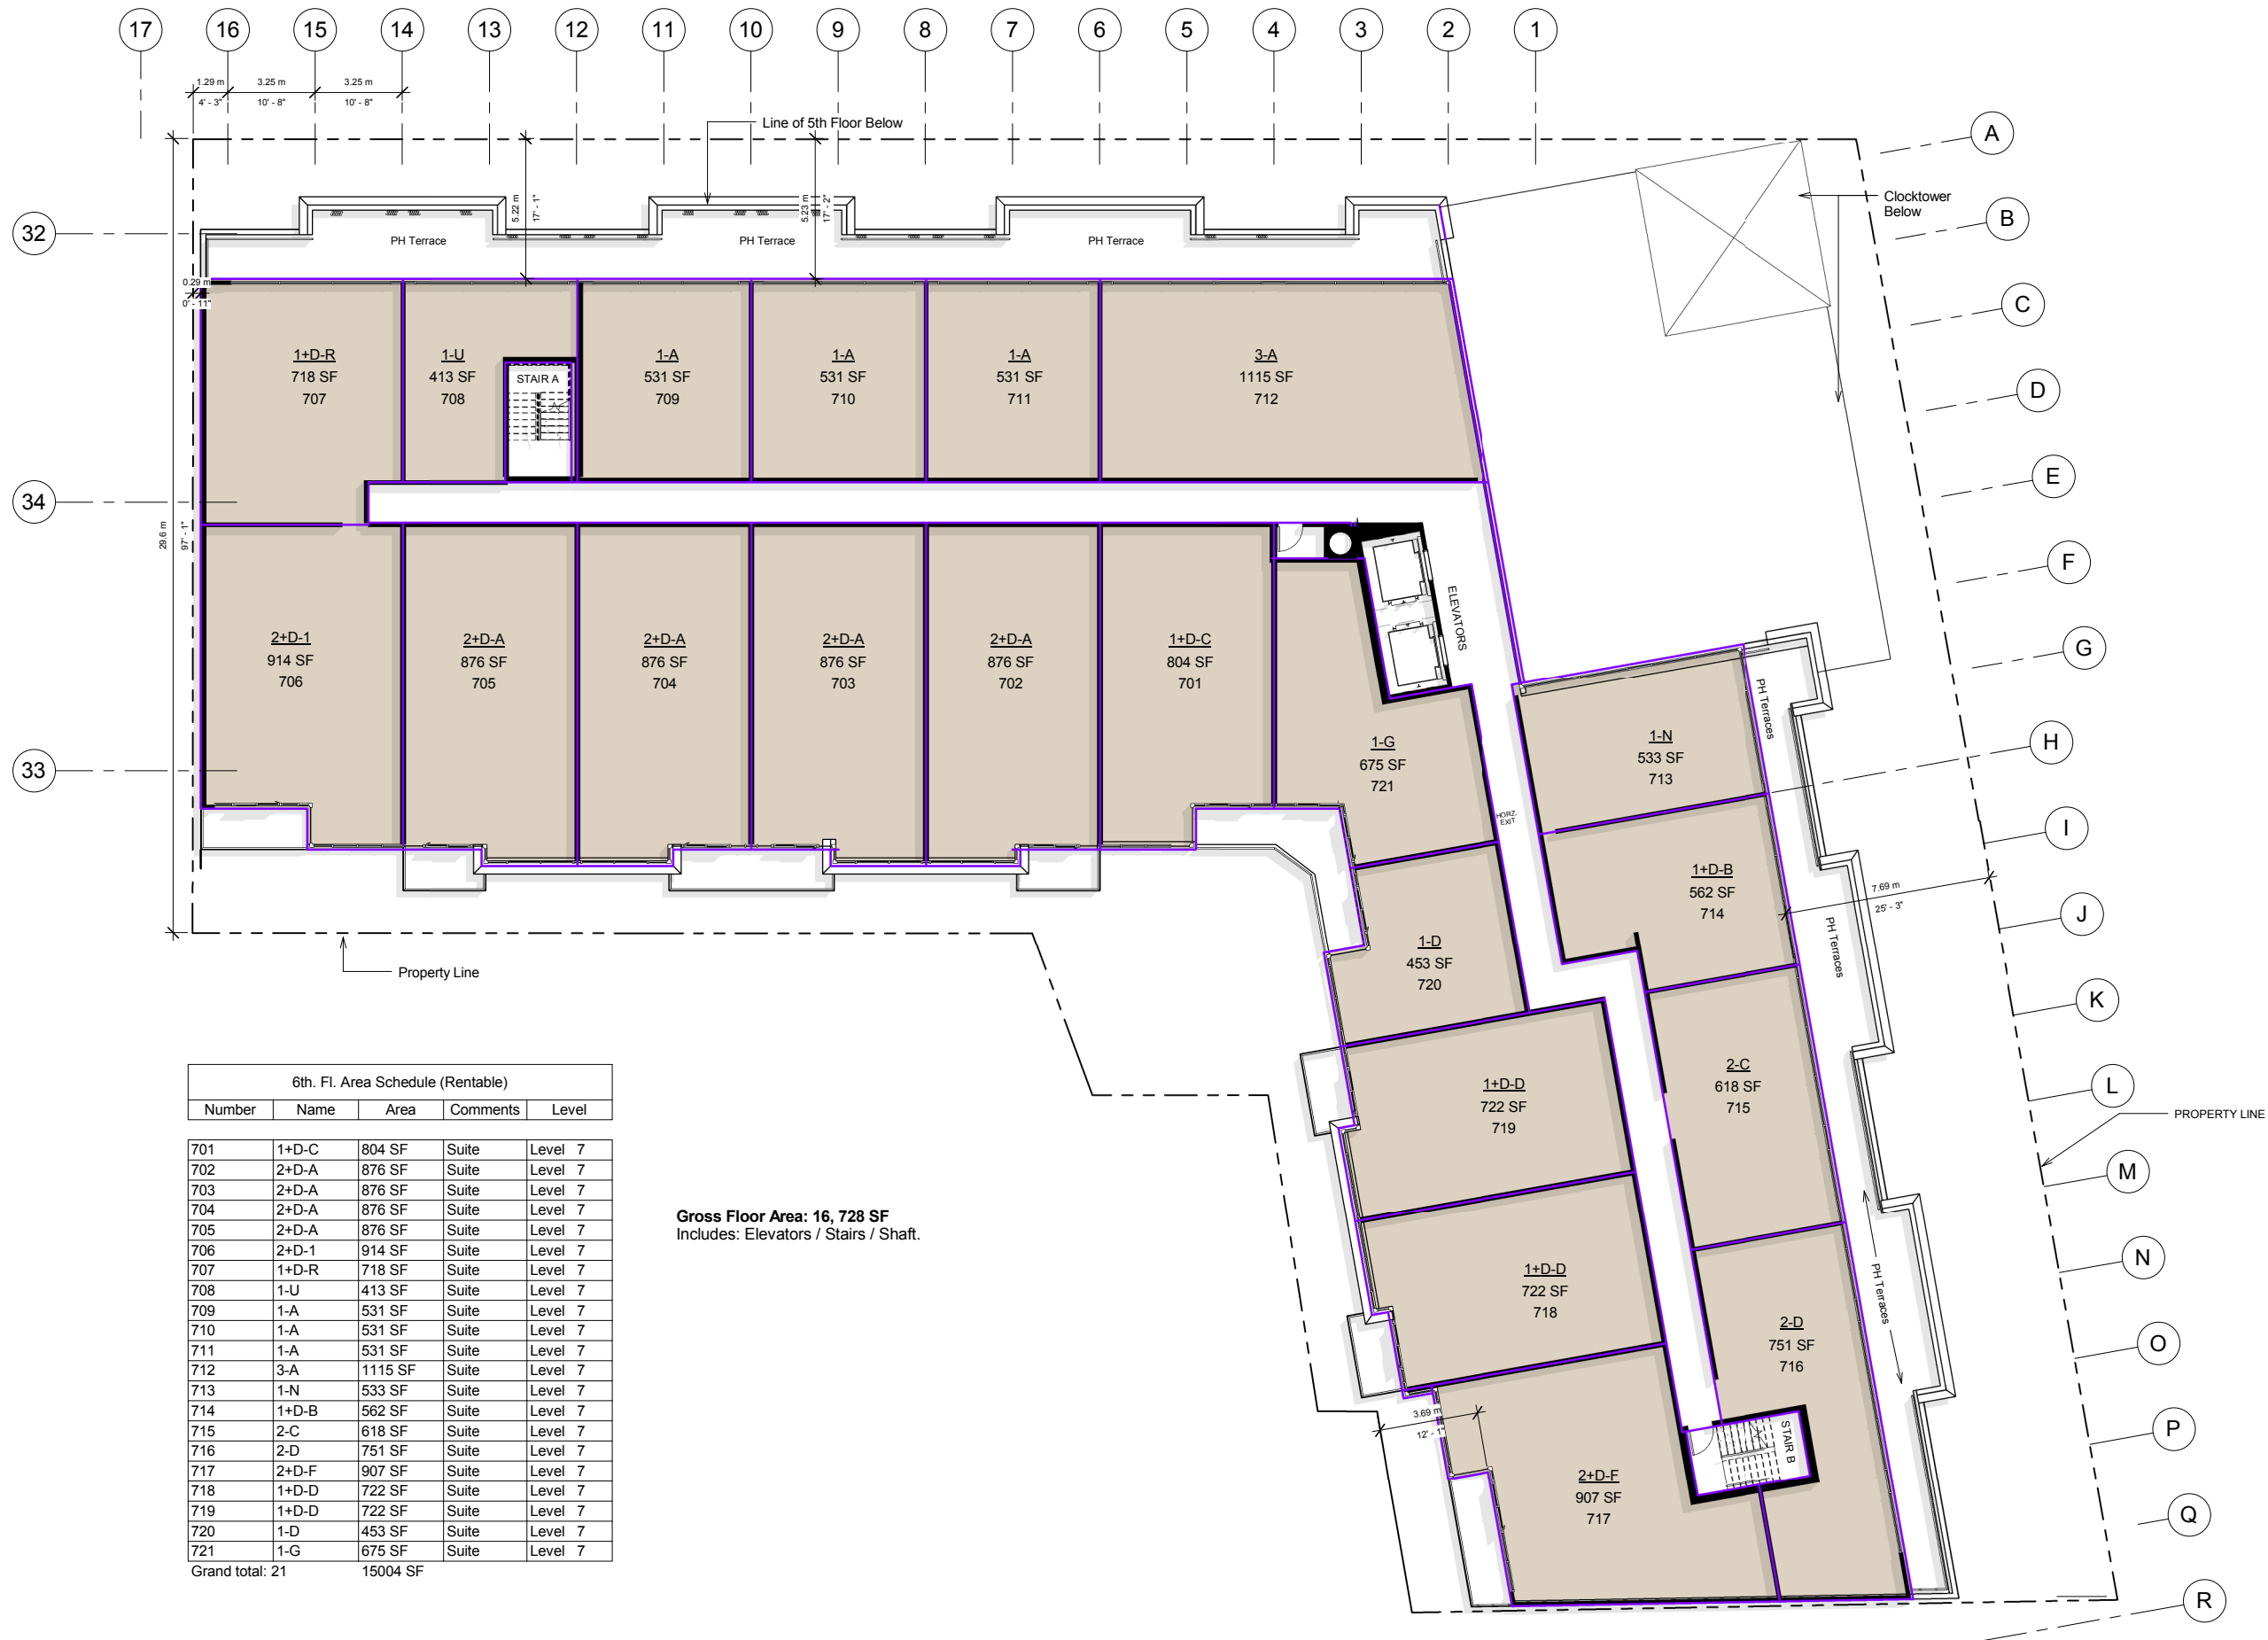 17 16 15 14 13 12 11 10 9 8 7 6 5 4 3 2 1
1.29 m 3.25 m 3.25 m
4' - 3" 10' - 8" 10' - 8"
Line of 5th Floor Below
A
Clocktower
Below
B
32
5.22 m
17' - 1"
5.23 m
17' - 2"
PH Terrace PH Terrace PH Terrace
0.29 m
0' - 11"
C
1+D-R
718 SF
707
1-U
413 SF
708
STAIR A
1-A
531 SF
709
1-A
531 SF
710
1-A
531 SF
711
3-A
1115 SF
712
D
E
34
29.6 m
97' - 1"
F
ELEVATORS
G
2+D-1
914 SF
706
2+D-A
876 SF
705
2+D-A
876 SF
704
2+D-A
876 SF
703
2+D-A
876 SF
702
1+D-C
804 SF
701
PH Terraces
1-G
675 SF
721
1-N
533 SF
713
H
33
HORZ.
EXIT
I
1+D-B
562 SF
714
7.69 m
25' - 3"
J
PH Terraces
1-D
453 SF
720
Property Line
K
2-C
618 SF
715
1+D-D
722 SF
719
L
PROPERTY LINE
M
6th. Fl. Area Schedule (Rentable)
Number Name Area Comments Level
701 1+D-C 804 SF Suite Level 7
702 2+D-A 876 SF Suite Level 7
703 2+D-A 876 SF Suite Level 7
704 2+D-A 876 SF Suite Level 7
705 2+D-A 876 SF Suite Level 7
706 2+D-1 914 SF Suite Level 7
707 1+D-R 718 SF Suite Level 7
708 1-U 413 SF Suite Level 7
709 1-A 531 SF Suite Level 7
710 1-A 531 SF Suite Level 7
711 1-A 531 SF Suite Level 7
712 3-A 1115 SF Suite Level 7
713 1-N 533 SF Suite Level 7
714 1+D-B 562 SF Suite Level 7
715 2-C 618 SF Suite Level 7
716 2-D 751 SF Suite Level 7
717 2+D-F 907 SF Suite Level 7
718 1+D-D 722 SF Suite Level 7
719 1+D-D 722 SF Suite Level 7
720 1-D 453 SF Suite Level 7
721 1-G 675 SF Suite Level 7
Grand total: 21 15004 SF
Gross Floor Area: 16, 728 SF
Includes: Elevators / Stairs / Shaft.
N
1+D-D
722 SF
718
PH Terraces
2-D
751 SF
716
O
3.69 m
12' - 1"
STAIR B
P
2+D-F
907 SF
717
Q
R